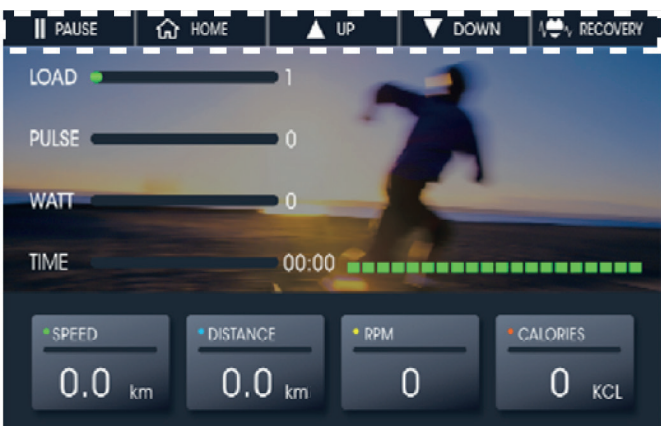 PAUSE HOME UP DOWN RECOVERY
LOAD 1
PULSE 0
WATT 0
TIME 00:00
SPEED DISTANCE RPM CALORIES
0.0 km 0.0 km 0 0 KCL